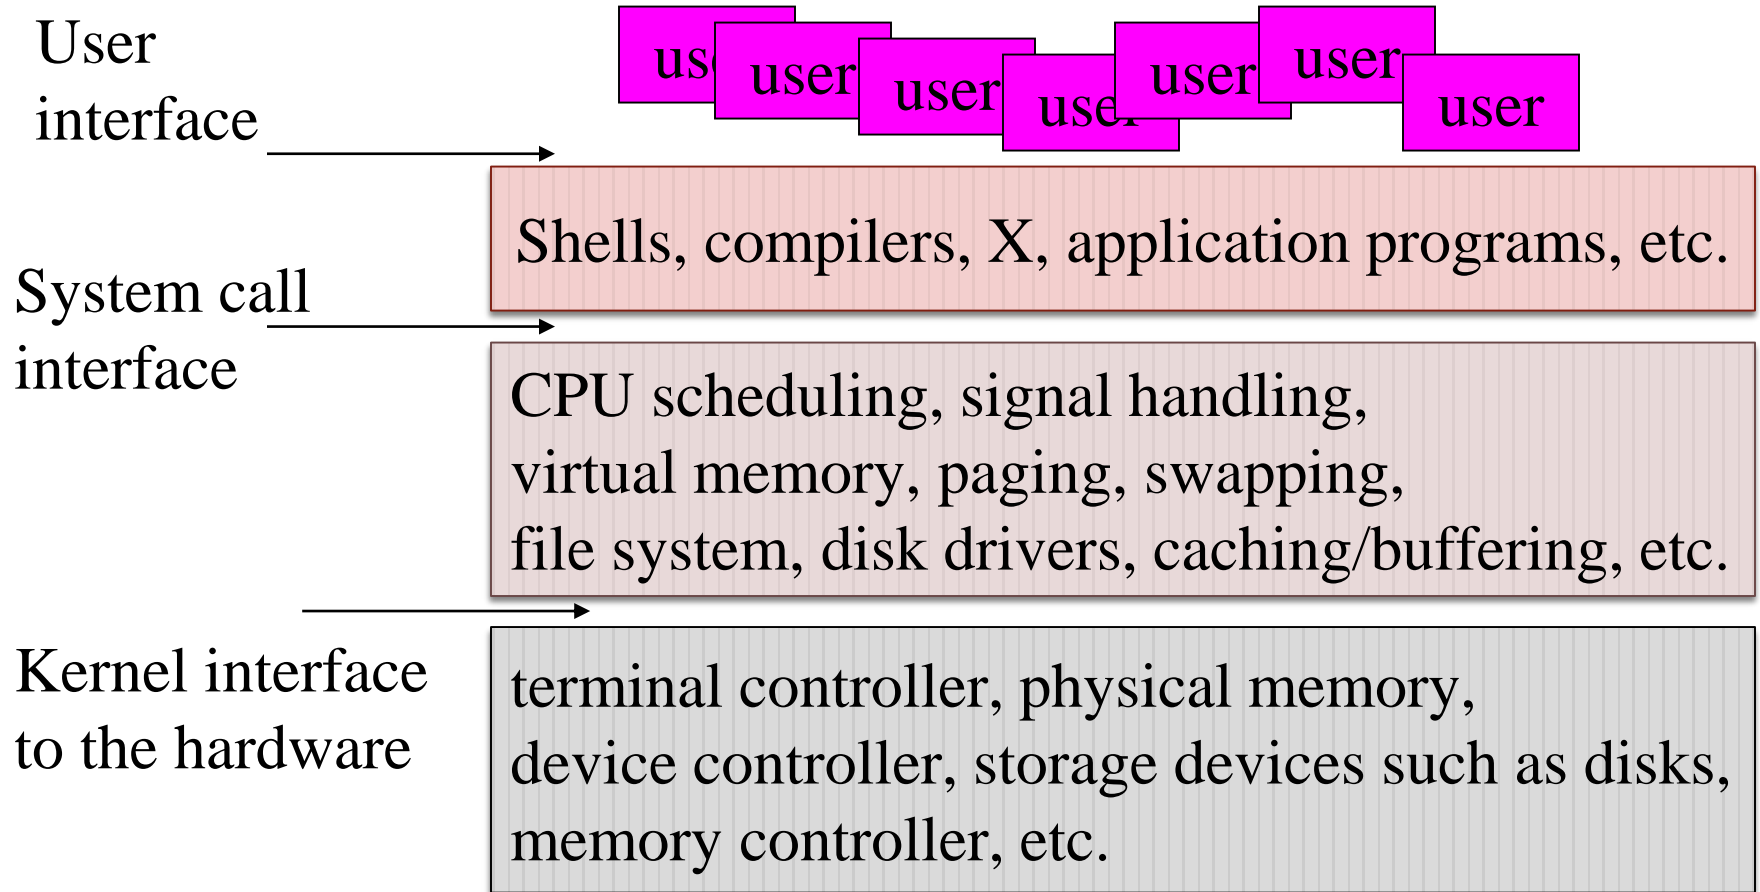 User
interface
user
user
user
user
user
user
user
Shells, compilers, X, application programs, etc.
System call
interface
CPU scheduling, signal handling,
virtual memory, paging, swapping,
file system, disk drivers, caching/buffering, etc.
Kernel interface
to the hardware
terminal controller, physical memory,
device controller, storage devices such as disks,
memory controller, etc.